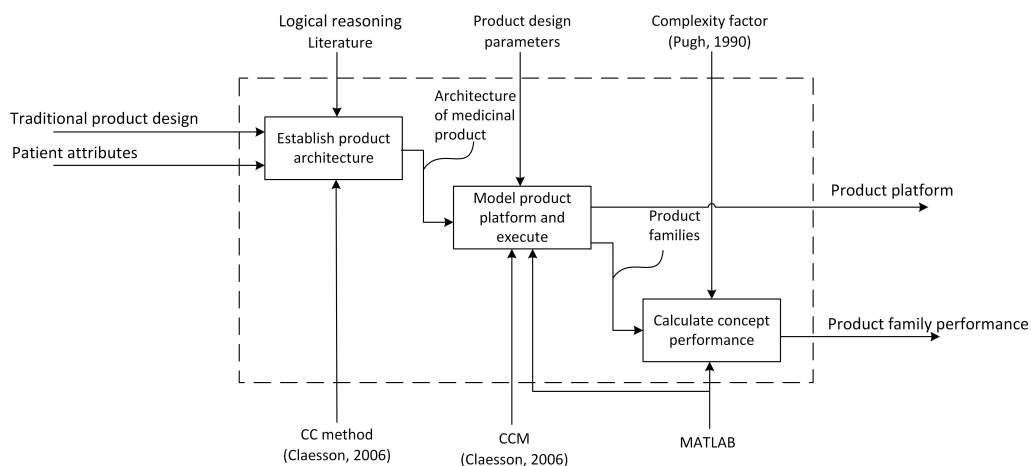 Logical reasoning
Literature
Product design
parameters
Complexity factor
(Pugh, 1990)
Traditional product design
Patient attributes
Establish product
architecture
Architecture
of medicinal
product
Model product
platform and
execute
Product platform
Product
families
Calculate concept
performance
Product family performance
CC method
(Claesson, 2006)
CCM
(Claesson, 2006)
MATLAB